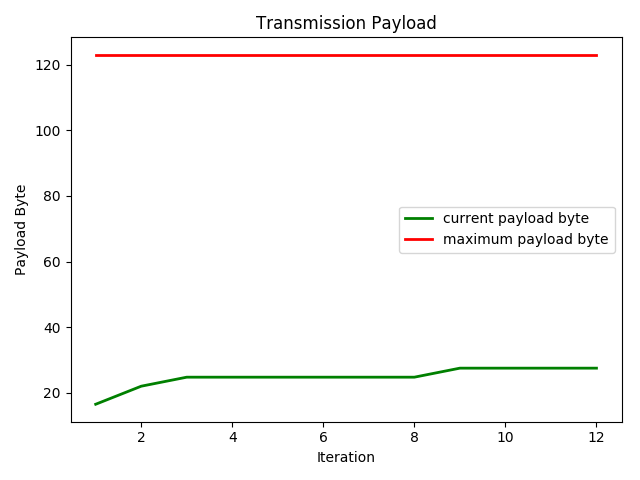 Transmission Payload
Payload Byte
120
100
80
60
40
20
current payload byte
maximum payload byte
2 4 6 8 10 12
Iteration